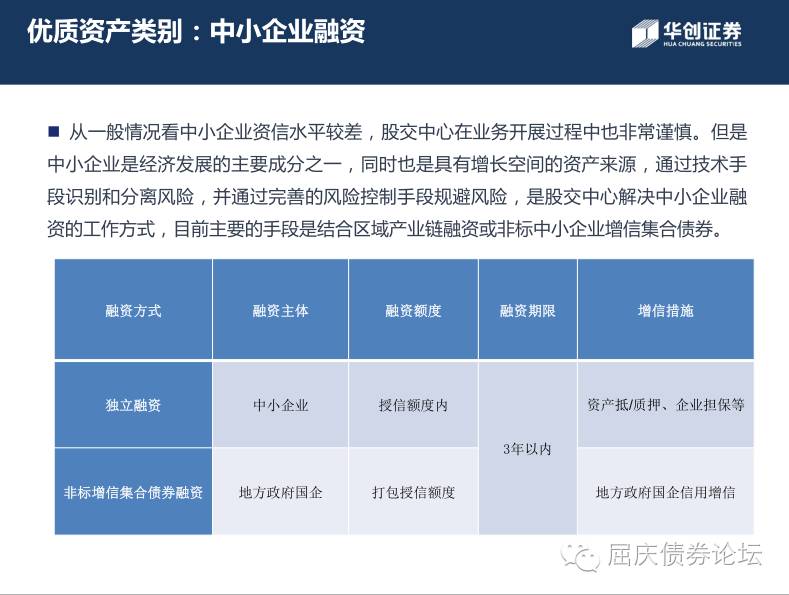 优质资产类别：中小企业融资
华创证券
HUA CHUANG SECURITIES
■ 从一般情况看中小企业资信水平较差，股交中心在业务开展过程中也非常谨慎。但是
中小企业是经济发展的主要成分之一，同时也是具有增长空间的资产来源，通过技术手
段识别和分离风险，并通过完善的风险控制手段规避风险，是股交中心解决中小企业融
资的工作方式，目前主要的手段是结合区域产业链融资或非标中小企业增信集合债券。
融资方式 融资主体 融资额度 融资期限 增信措施
独立融资 中小企业 授信额度内 资产抵/质押、企业担保等
3年以内
非标增信集合债券融资 地方政府国企 打包授信额度 地方政府国企信用增信
屈庆债券论坛